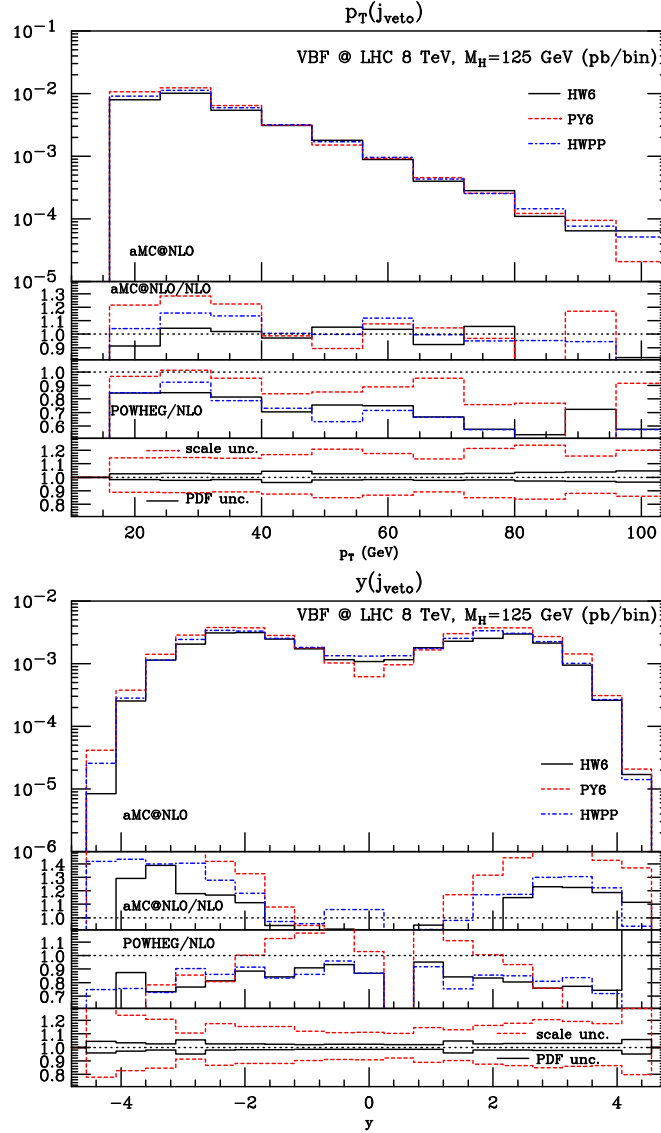 p_T(j_veto)
10^-1
VBF @ LHC 8 TeV, M_H=125 GeV (pb/bin)
HW6
10^-2
PY6
HWPP
10^-3
10^-4
aMC@NLO
10^-5
aMC@NLO/NLO
1.3
1.2
1.1
1.0
0.9
1.0
0.9
0.8
0.7
POWHEG/NLO
0.6
1.2
scale unc.
1.1
1.0
0.9
PDF unc.
0.8
20 40 60 80 100
p_T (GeV)
y(j_veto)
10^-2
VBF @ LHC 8 TeV, M_H=125 GeV (pb/bin)
10^-3
10^-4
HW6
10^-5
PY6
HWPP
aMC@NLO
10^-6
1.4
1.3
1.2
1.1
aMC@NLO/NLO
1.0
POWHEG/NLO
1.1
1.0
0.9
0.8
0.7
1.2
scale unc.
1.1
1.0
PDF unc.
0.9
0.8
−4 −2 0 2 4
y